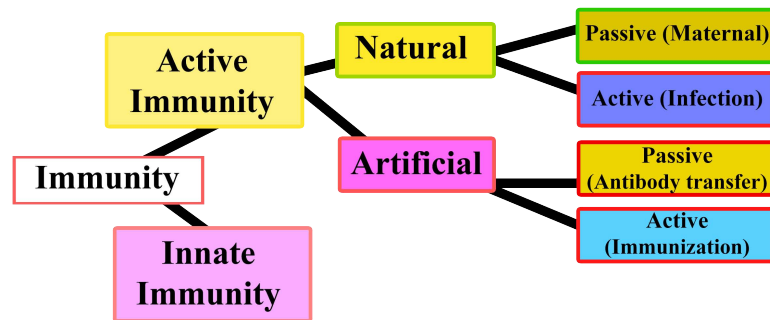 Active
Immunity
Natural
Passive (Maternal)
Active (Infection)
Immunity
Artificial
Passive
(Antibody transfer)
Active
(Immunization)
Innate
Immunity